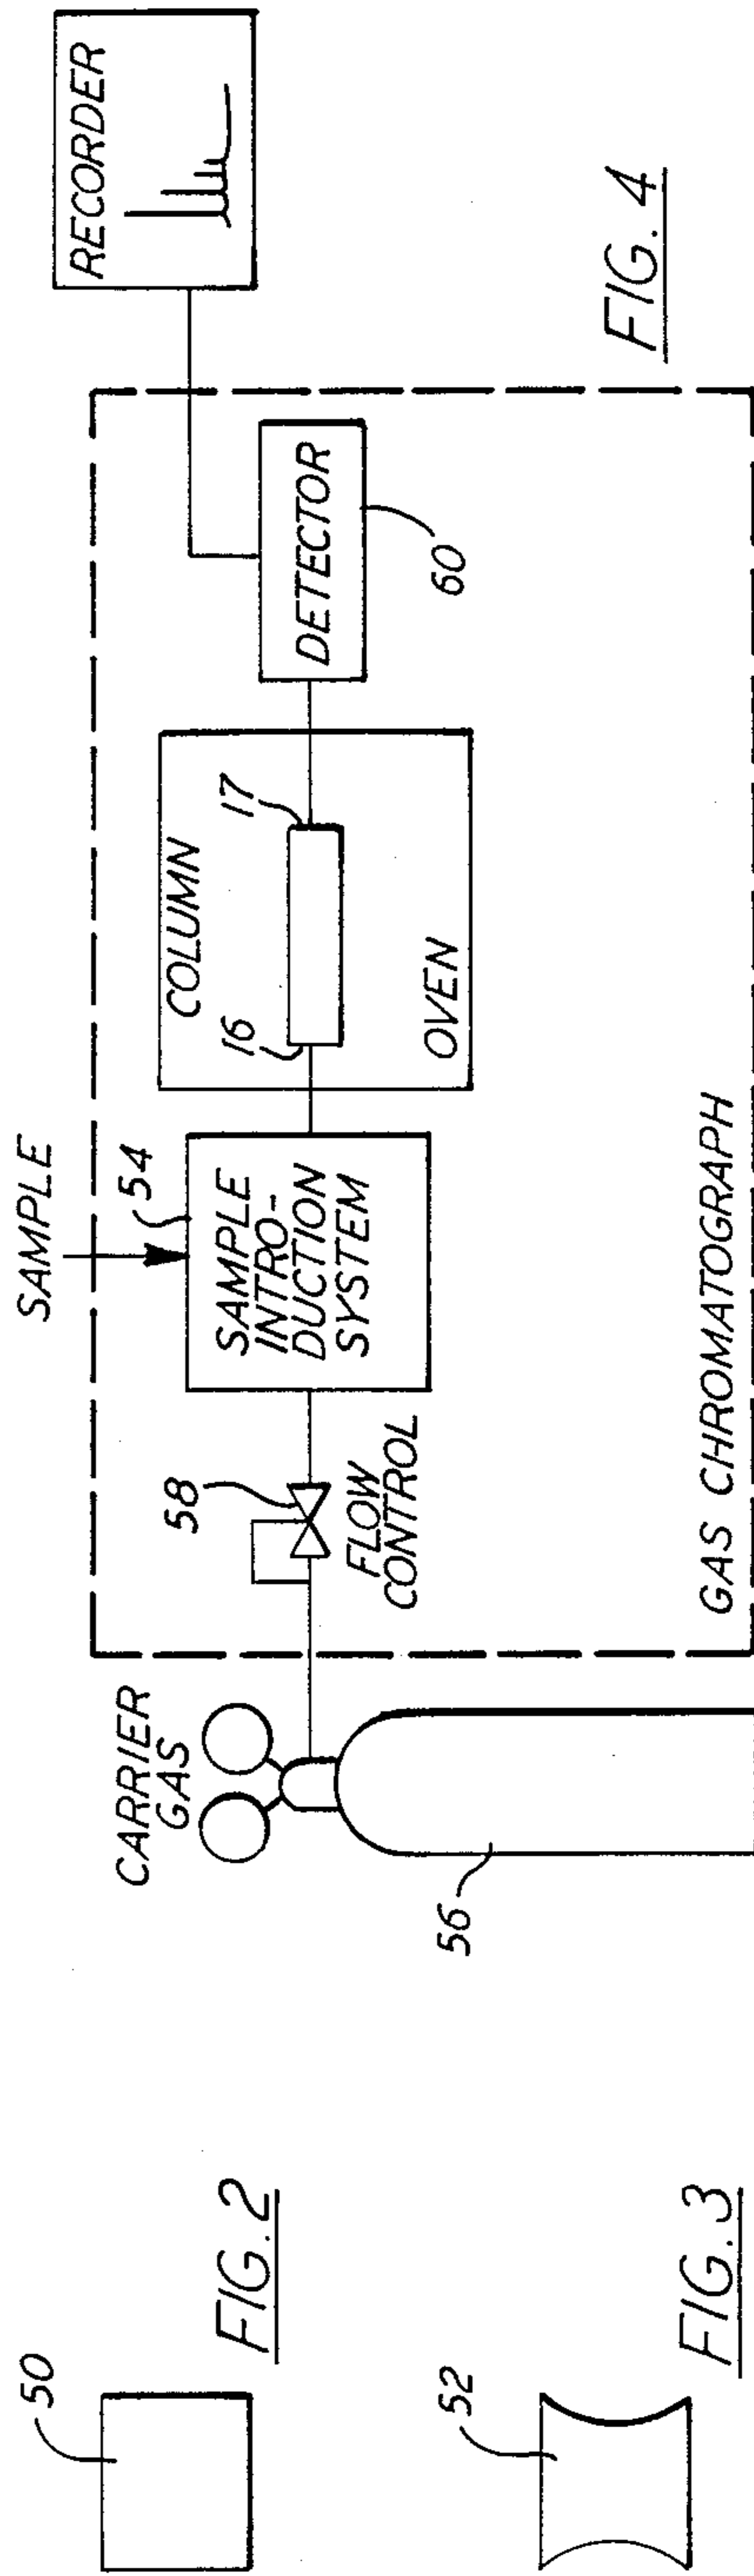 50
FIG. 2
52
FIG. 3
CARRIER
GAS
56
58
FLOW
CONTROL
SAMPLE
54
SAMPLE
INTRO-
DUCTION
SYSTEM
COLUMN
16
17
OVEN
DETECTOR
60
RECORDER
GAS CHROMATOGRAPH
FIG. 4